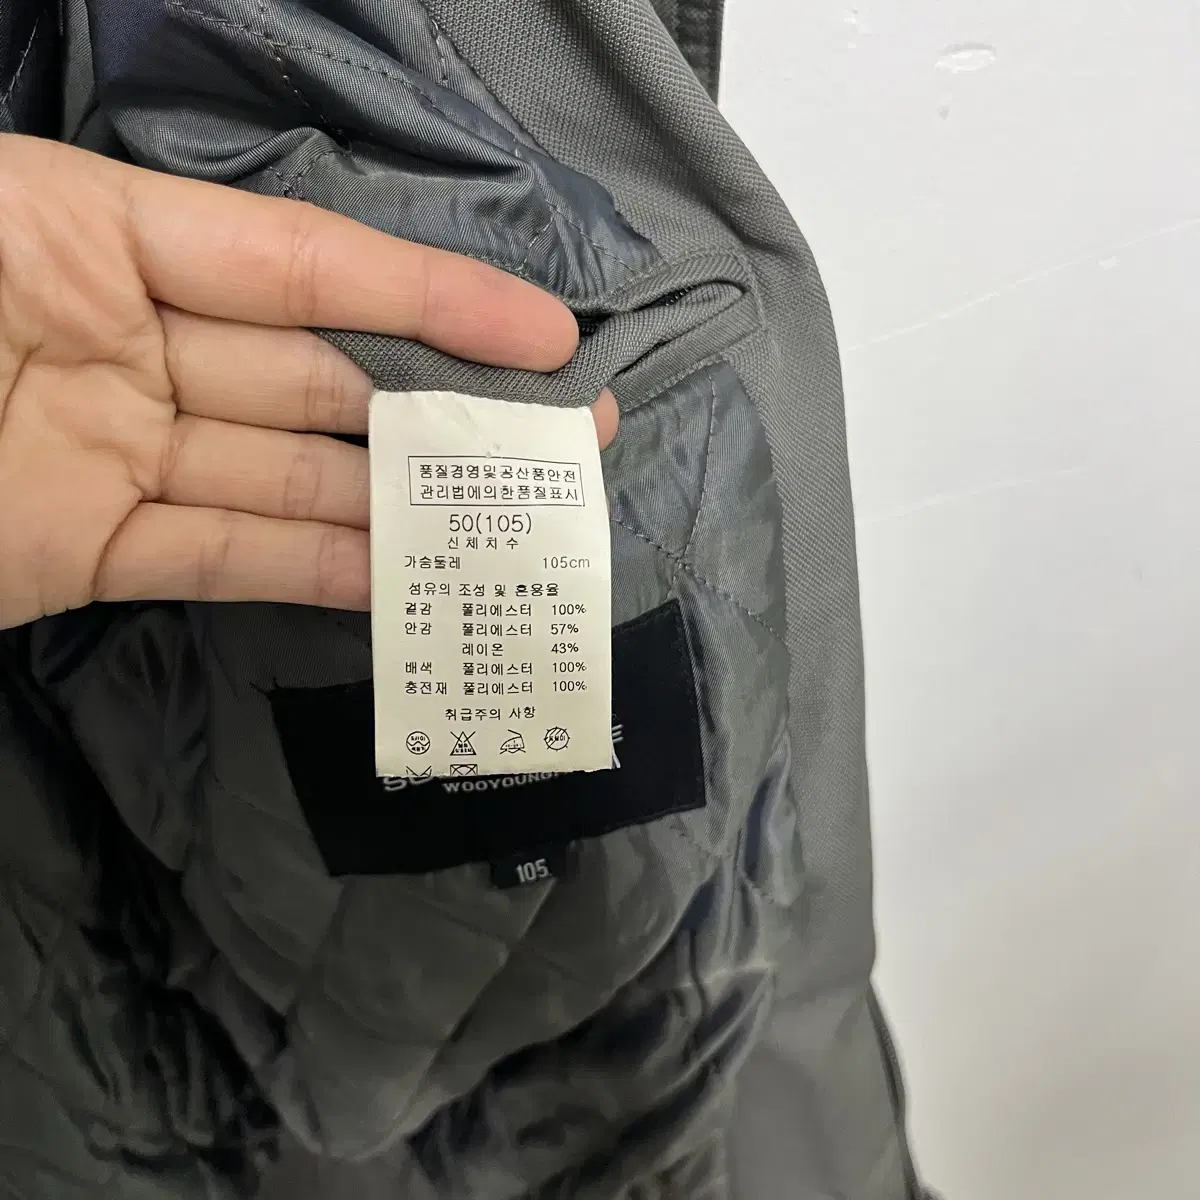 품질경영및공산품안전
관리법에의한품질표시
50(105)
신체치수
가슴둘레 105cm
섬유의 조성 및 혼용율
겉감 폴리에스터 100%
안감 폴리에스터 57%
레이온 43%
배색 폴리에스터 100%
충전재 폴리에스터 100%
취급주의 사항
105